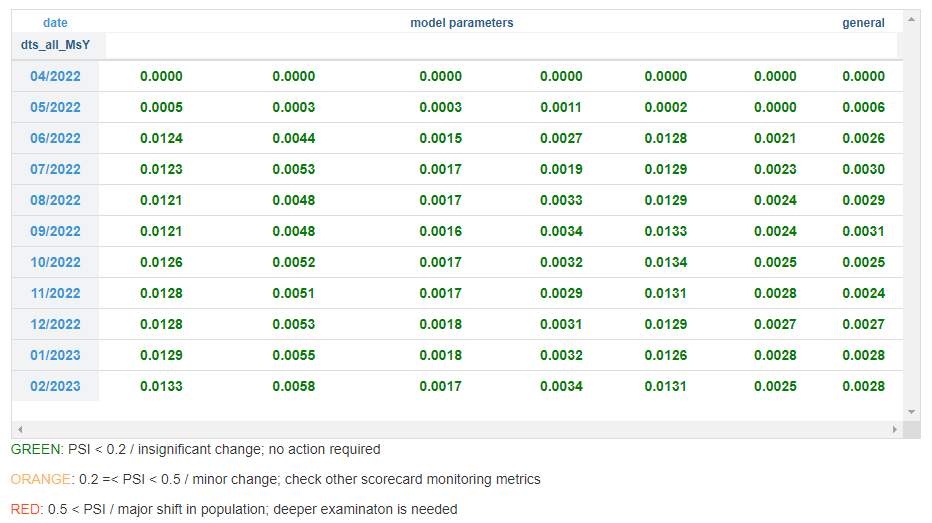 date model parameters general
dts_all_MsY
04/2022 0.0000 0.0000 0.0000 0.0000 0.0000 0.0000 0.0000
05/2022 0.0005 0.0003 0.0003 0.0011 0.0002 0.0000 0.0006
06/2022 0.0124 0.0044 0.0015 0.0027 0.0128 0.0021 0.0026
07/2022 0.0123 0.0053 0.0017 0.0019 0.0129 0.0023 0.0030
08/2022 0.0121 0.0048 0.0017 0.0033 0.0129 0.0024 0.0029
09/2022 0.0121 0.0048 0.0016 0.0034 0.0133 0.0024 0.0031
10/2022 0.0126 0.0052 0.0017 0.0032 0.0134 0.0025 0.0025
11/2022 0.0128 0.0051 0.0017 0.0029 0.0131 0.0028 0.0024
12/2022 0.0128 0.0053 0.0018 0.0031 0.0129 0.0027 0.0027
01/2023 0.0129 0.0055 0.0018 0.0032 0.0126 0.0028 0.0028
02/2023 0.0133 0.0058 0.0017 0.0034 0.0131 0.0025 0.0028
GREEN: PSI < 0.2 / insignificant change; no action required
ORANGE: 0.2 =< PSI < 0.5 / minor change; check other scorecard monitoring metrics
RED: 0.5 < PSI / major shift in population; deeper examinaton is needed